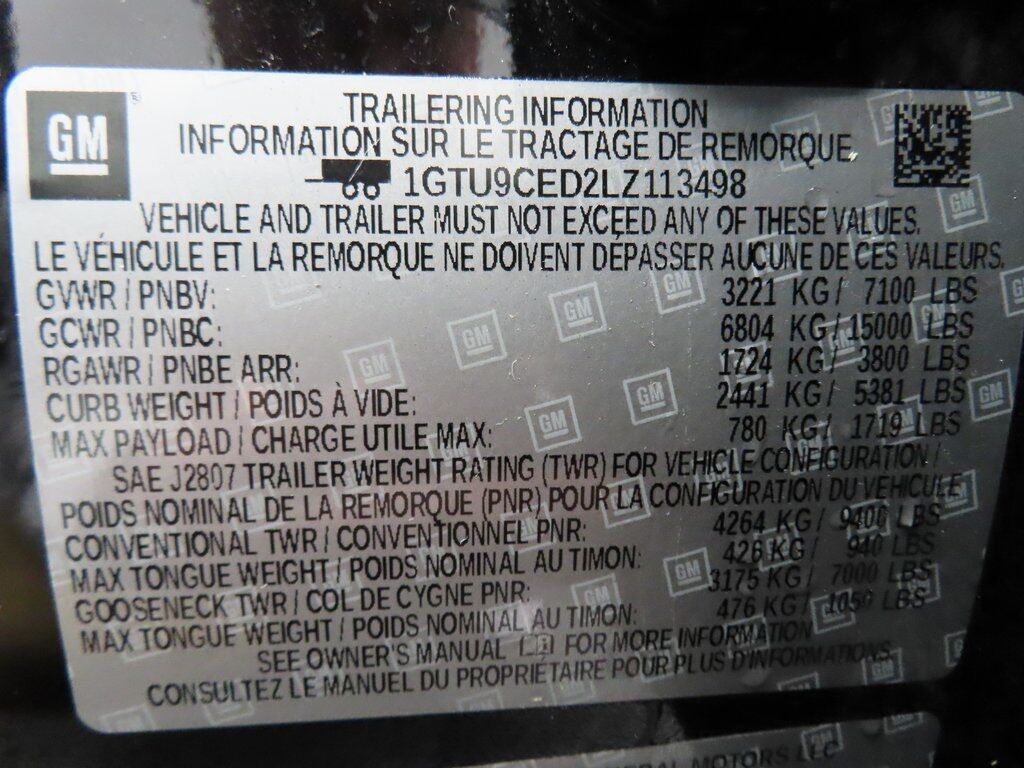 GM
TRAILERING INFORMATION
INFORMATION SUR LE TRACTAGE DE REMORQUE
1GTU9CED2LZ113498
VEHICLE AND TRAILER MUST NOT EXCEED ANY OF THESE VALUES.
LE VÉHICULE ET LA REMORQUE NE DOIVENT DÉPASSER AUCUNE DE CES VALEURS.
GVWR / PNBV: 3221 KG / 7100 LBS
GCWR / PNBC: 6804 KG / 15000 LBS
RGAWR / PNBE ARR: 1724 KG / 3800 LBS
CURB WEIGHT / POIDS À VIDE: 2441 KG / 5381 LBS
MAX PAYLOAD / CHARGE UTILE MAX: 780 KG / 1719 LBS
SAE J2807 TRAILER WEIGHT RATING (TWR) FOR VEHICLE CONFIGURATION /
POIDS NOMINAL DE LA REMORQUE (PNR) POUR LA CONFIGURATION DU VÉHICULE
CONVENTIONAL TWR / CONVENTIONNEL PNR: 4264 KG / 9400 LBS
MAX TONGUE WEIGHT / POIDS NOMINAL AU TIMON: 426 KG / 940 LBS
GOOSENECK TWR / COL DE CYGNE PNR: 3175 KG / 7000 LBS
MAX TONGUE WEIGHT / POIDS NOMINAL AU TIMON: 476 KG / 1050 LBS
SEE OWNER'S MANUAL FOR MORE INFORMATION
CONSULTEZ LE MANUEL DU PROPRIÉTAIRE POUR PLUS D'INFORMATIONS.
MOTORS LLC